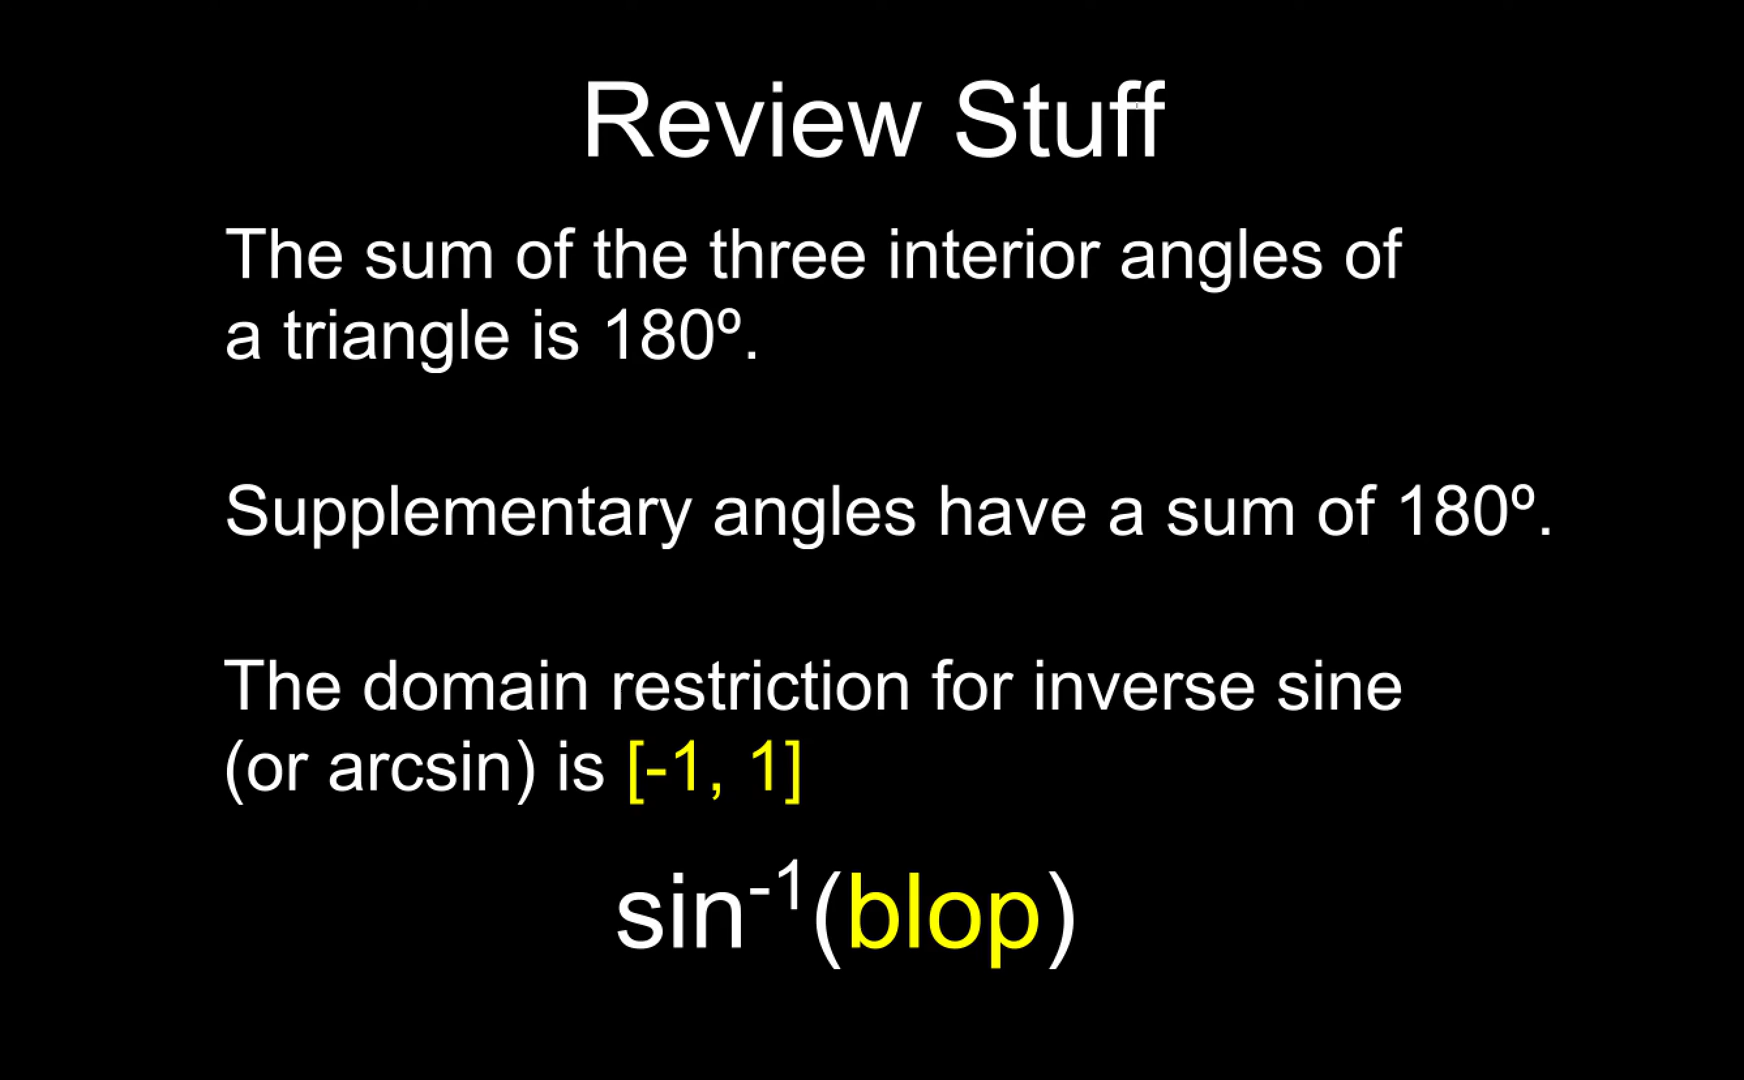 Review Stuff
The sum of the three interior angles of
a triangle is 180º.
Supplementary angles have a sum of 180º.
The domain restriction for inverse sine
(or arcsin) is [-1, 1]
sin⁻¹(blop)